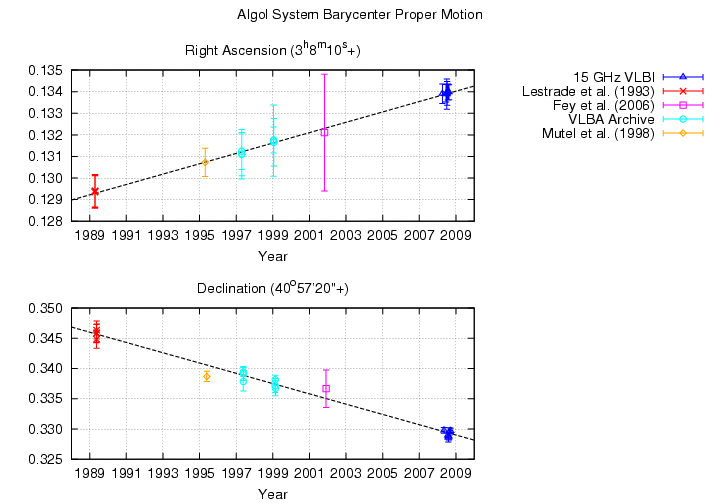 Algol System Barycenter Proper Motion
Right Ascension (3h8m10s+)
0.135
0.134
0.133
0.132
0.131
0.130
0.129
0.128
1989 1991 1993 1995 1997 1999 2001 2003 2005 2007 2009
Year
15 GHz VLBI
Lestrade et al. (1993)
Fey et al. (2006)
VLBA Archive
Mutel et al. (1998)
Declination (40o57'20"+)
0.350
0.345
0.340
0.335
0.330
0.325
1989 1991 1993 1995 1997 1999 2001 2003 2005 2007 2009
Year